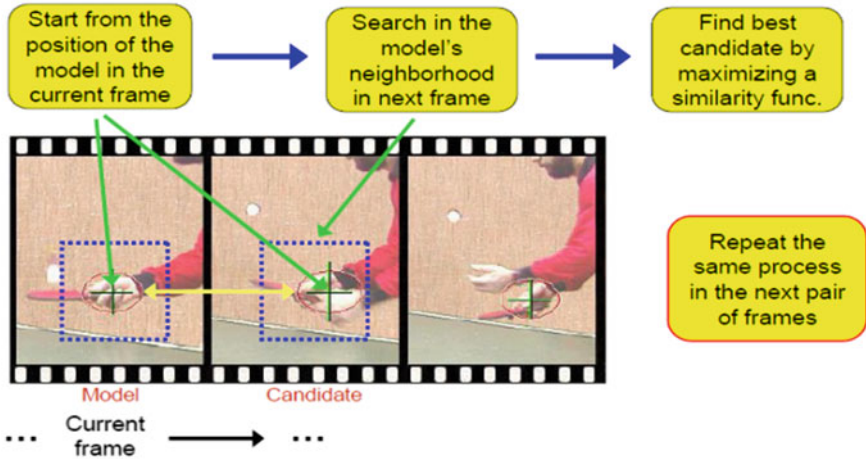 Start from the
position of the
model in the
current frame
Search in the
model's
neighborhood
in next frame
Find best
candidate by
maximizing a
similarity func.
Repeat the
same process
in the next pair
of frames
Model
Candidate
... Current
frame
...